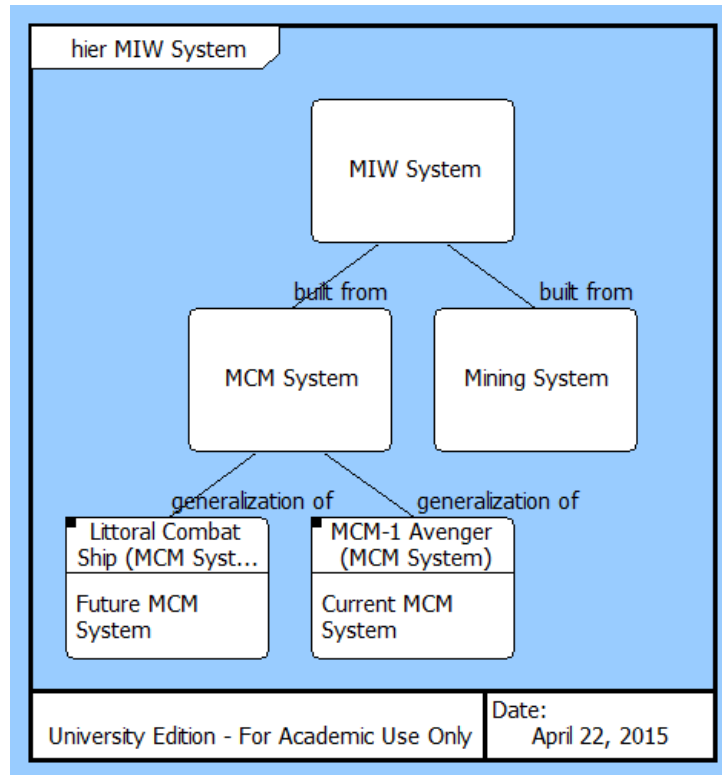 hier MIW System
MIW System
built from
built from
MCM System
Mining System
generalization of
generalization of
Littoral Combat
Ship (MCM Syst...
MCM-1 Avenger
(MCM System)
Future MCM
System
Current MCM
System
University Edition - For Academic Use Only
Date:
April 22, 2015